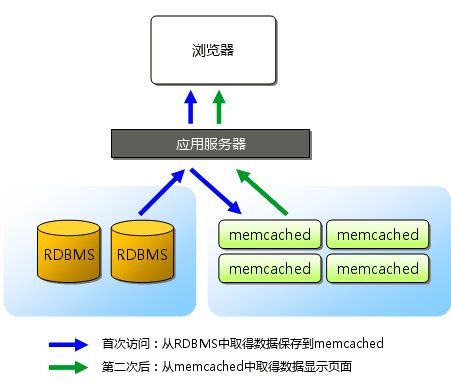 浏览器
应用服务器
RDBMS RDBMS
memcached memcached
memcached memcached
首次访问：从RDBMS中取得数据保存到memcached
第二次后：从memcached中取得数据显示页面